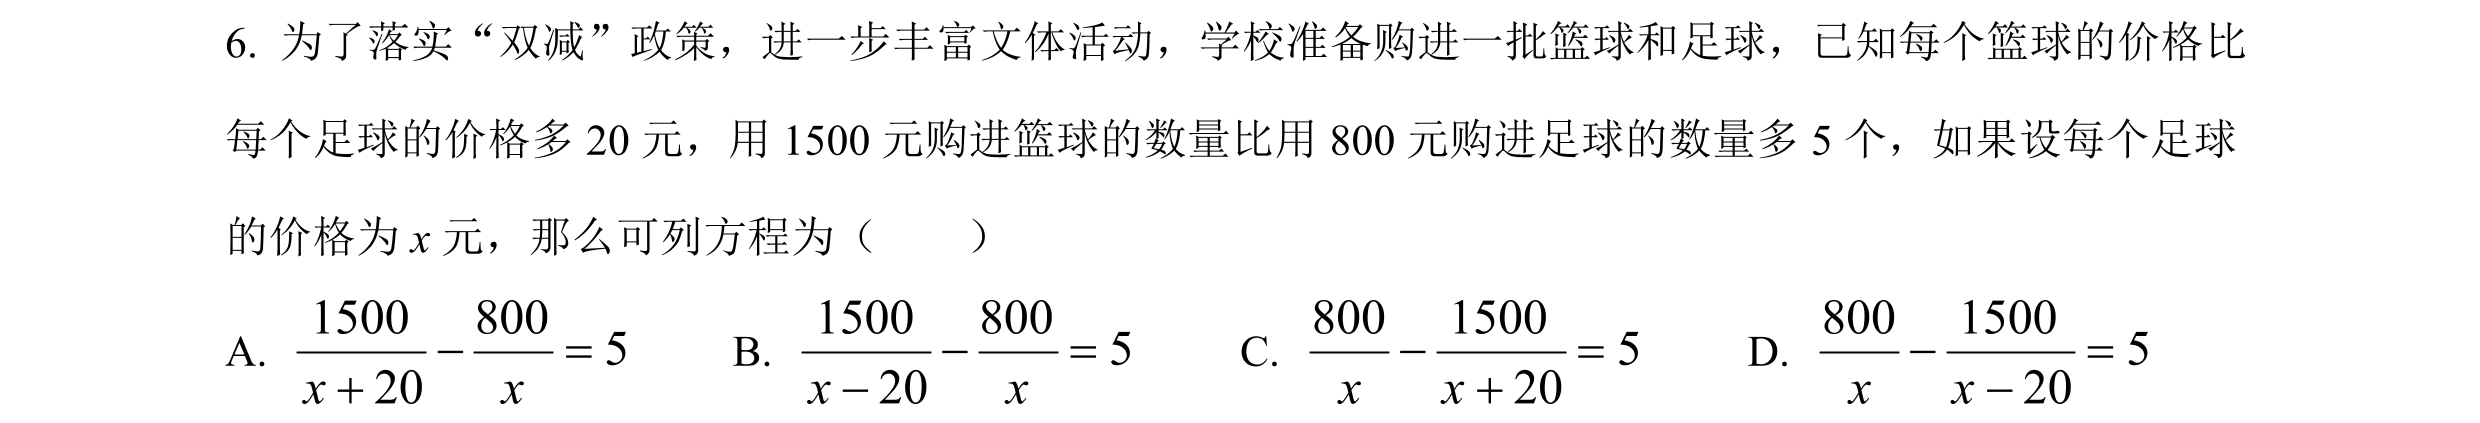 6. 为了落实“双减”政策，进一步丰富文体活动，学校准备购进一批篮球和足球，已知每个篮球的价格比
每个足球的价格多 20 元，用 1500 元购进篮球的数量比用 800 元购进足球的数量多 5 个，如果设每个足球
的价格为 x 元，那么可列方程为（　　）
A. \frac{1500}{x+20} - \frac{800}{x} = 5 B. \frac{1500}{x-20} - \frac{800}{x} = 5 C. \frac{800}{x} - \frac{1500}{x+20} = 5 D. \frac{800}{x} - \frac{1500}{x-20} = 5